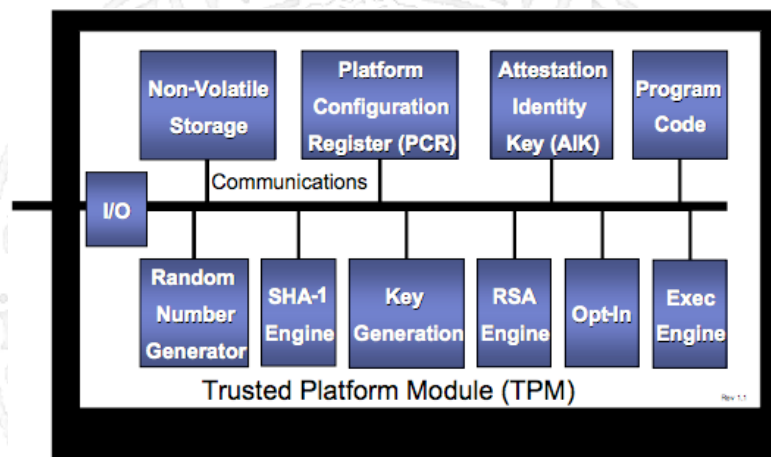 Non-Volatile
Storage
Platform
Configuration
Register (PCR)
Attestation
Identity
Key (AIK)
Program
Code
Communications
I/O
Random
Number
Generator
SHA-1
Engine
Key
Generation
RSA
Engine
Opt-In
Exec
Engine
Trusted Platform Module (TPM)
Rev 1.1